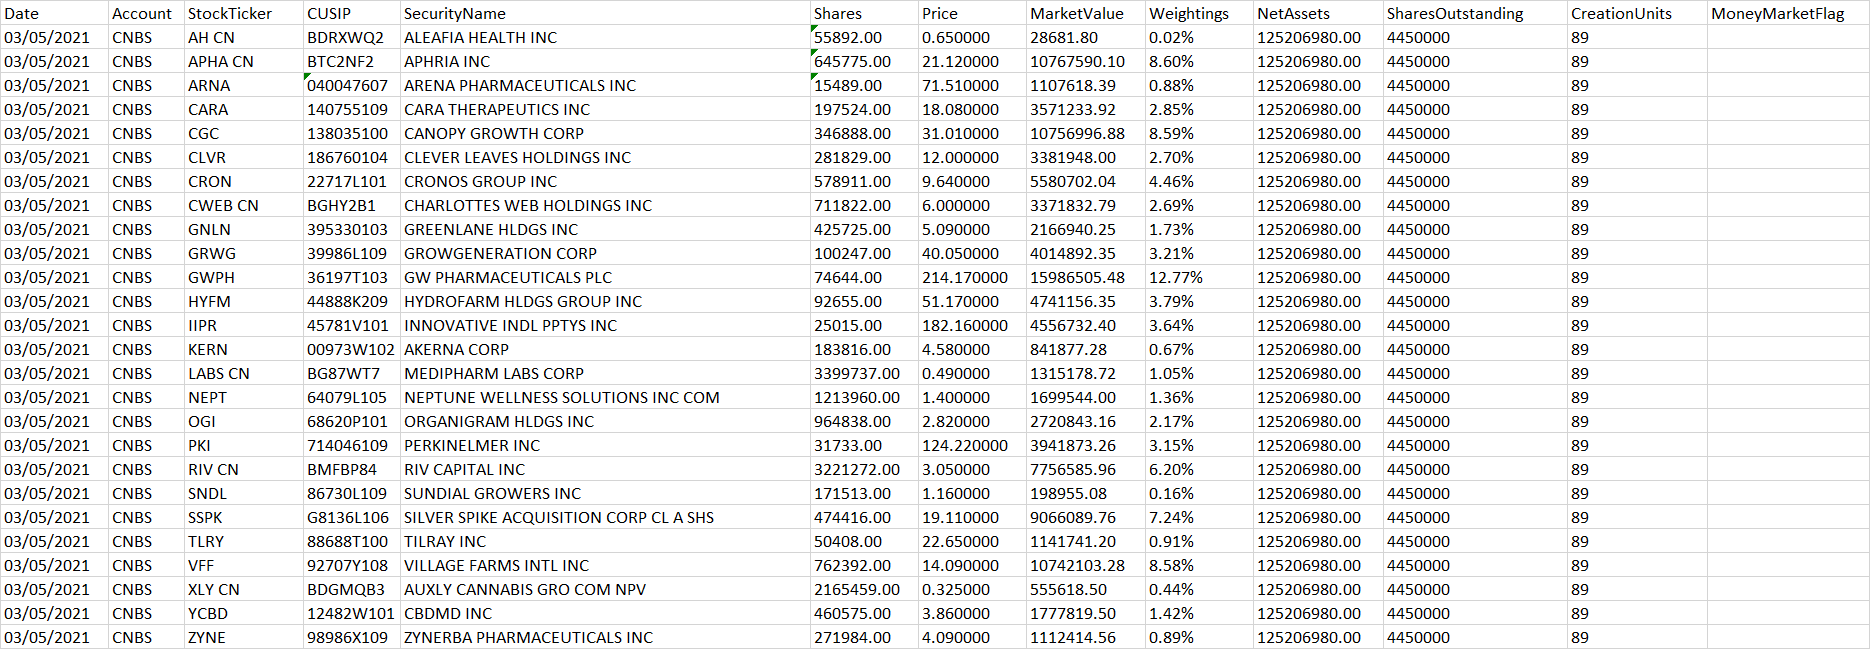 Date Account StockTicker CUSIP SecurityName Shares Price MarketValue Weightings NetAssets SharesOutstanding CreationUnits MoneyMarketFlag
03/05/2021 CNBS AH CN BDRXWQ2 ALEAFIA HEALTH INC 55892.00 0.650000 28681.80 0.02% 125206980.00 4450000 89
03/05/2021 CNBS APHA CN BTC2NF2 APHRIA INC 645775.00 21.120000 10767590.10 8.60% 125206980.00 4450000 89
03/05/2021 CNBS ARNA 040047607 ARENA PHARMACEUTICALS INC 15489.00 71.510000 1107618.39 0.88% 125206980.00 4450000 89
03/05/2021 CNBS CARA 140755109 CARA THERAPEUTICS INC 197524.00 18.080000 3571233.92 2.85% 125206980.00 4450000 89
03/05/2021 CNBS CGC 138035100 CANOPY GROWTH CORP 346888.00 31.010000 10756996.88 8.59% 125206980.00 4450000 89
03/05/2021 CNBS CLVR 186760104 CLEVER LEAVES HOLDINGS INC 281829.00 12.000000 3381948.00 2.70% 125206980.00 4450000 89
03/05/2021 CNBS CRON 22717L101 CRONOS GROUP INC 578911.00 9.640000 5580702.04 4.46% 125206980.00 4450000 89
03/05/2021 CNBS CWEB CN BGHY2B1 CHARLOTTES WEB HOLDINGS INC 711822.00 6.000000 3371832.79 2.69% 125206980.00 4450000 89
03/05/2021 CNBS GNLN 395330103 GREENLANE HLDGS INC 425725.00 5.090000 2166940.25 1.73% 125206980.00 4450000 89
03/05/2021 CNBS GRWG 39986L109 GROWGENERATION CORP 100247.00 40.050000 4014892.35 3.21% 125206980.00 4450000 89
03/05/2021 CNBS GWPH 36197T103 GW PHARMACEUTICALS PLC 74644.00 214.170000 15986505.48 12.77% 125206980.00 4450000 89
03/05/2021 CNBS HYFM 44888K209 HYDROFARM HLDGS GROUP INC 92655.00 51.170000 4741156.35 3.79% 125206980.00 4450000 89
03/05/2021 CNBS IIPR 45781V101 INNOVATIVE INDL PPTYS INC 25015.00 182.160000 4556732.40 3.64% 125206980.00 4450000 89
03/05/2021 CNBS KERN 00973W102 AKERNA CORP 183816.00 4.580000 841877.28 0.67% 125206980.00 4450000 89
03/05/2021 CNBS LABS CN BG87WT7 MEDIPHARM LABS CORP 3399737.00 0.490000 1315178.72 1.05% 125206980.00 4450000 89
03/05/2021 CNBS NEPT 64079L105 NEPTUNE WELLNESS SOLUTIONS INC COM 1213960.00 1.400000 1699544.00 1.36% 125206980.00 4450000 89
03/05/2021 CNBS OGI 68620P101 ORGANIGRAM HLDGS INC 964838.00 2.820000 2720843.16 2.17% 125206980.00 4450000 89
03/05/2021 CNBS PKI 714046109 PERKINELMER INC 31733.00 124.220000 3941873.26 3.15% 125206980.00 4450000 89
03/05/2021 CNBS RIV CN BMFBP84 RIV CAPITAL INC 3221272.00 3.050000 7756585.96 6.20% 125206980.00 4450000 89
03/05/2021 CNBS SNDL 86730L109 SUNDIAL GROWERS INC 171513.00 1.160000 198955.08 0.16% 125206980.00 4450000 89
03/05/2021 CNBS SSPK G8136L106 SILVER SPIKE ACQUISITION CORP CL A SHS 474416.00 19.110000 9066089.76 7.24% 125206980.00 4450000 89
03/05/2021 CNBS TLRY 88688T100 TILRAY INC 50408.00 22.650000 1141741.20 0.91% 125206980.00 4450000 89
03/05/2021 CNBS VFF 92707Y108 VILLAGE FARMS INTL INC 762392.00 14.090000 10742103.28 8.58% 125206980.00 4450000 89
03/05/2021 CNBS XLY CN BDGMQB3 AUXLY CANNABIS GRO COM NPV 2165459.00 0.325000 555618.50 0.44% 125206980.00 4450000 89
03/05/2021 CNBS YCBD 12482W101 CBDMD INC 460575.00 3.860000 1777819.50 1.42% 125206980.00 4450000 89
03/05/2021 CNBS ZYNE 98986X109 ZYNERBA PHARMACEUTICALS INC 271984.00 4.090000 1112414.56 0.89% 125206980.00 4450000 89